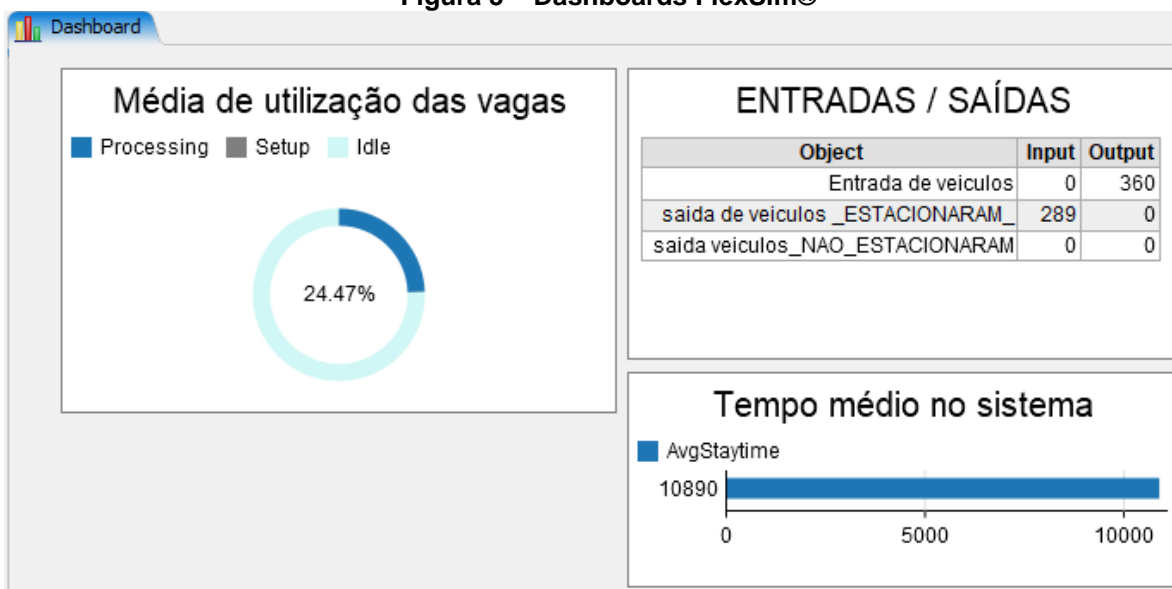 Dashboard
Média de utilização das vagas
Processing Setup Idle
24.47%
ENTRADAS / SAÍDAS
Object Input Output
Entrada de veiculos 0 360
saida de veiculos _ESTACIONARAM_ 289 0
saida veiculos_NAO_ESTACIONARAM 0 0
Tempo médio no sistema
AvgStaytime
10890
0 5000 10000